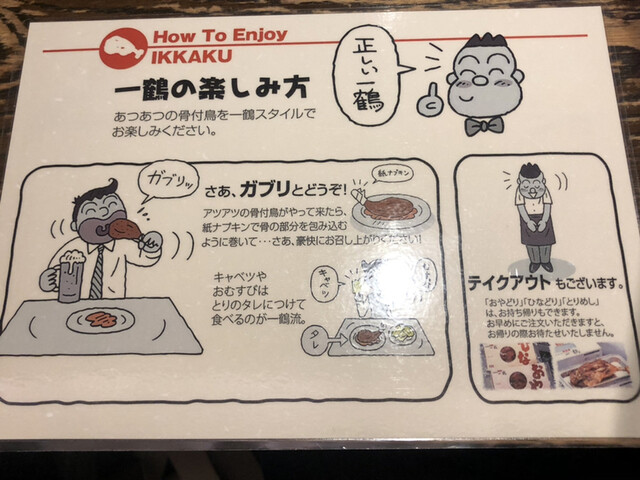 How To Enjoy
IKKAKU
一鶴の楽しみ方
あつあつの骨付鳥を一鶴スタイルで
お楽しみください。
正しい一鶴
ガブリッ
さあ、ガブリとどうぞ!
アツアツの骨付鳥がやって来たら、
紙ナプキンで骨の部分を包み込む
ように巻いて・・・さあ、豪快にお召し上がりください!
紙ナプキン
キャベツや
おむすびは
とりのタレにつけて
食べるのが一鶴流。
キャベツ
タレ
テイクアウトもございます。
「おやどり」「ひなどり」「とりめし」
は、お持ち帰りもできます。
お早めにご注文いただきますと、
お帰りの際お待たせいたしません。